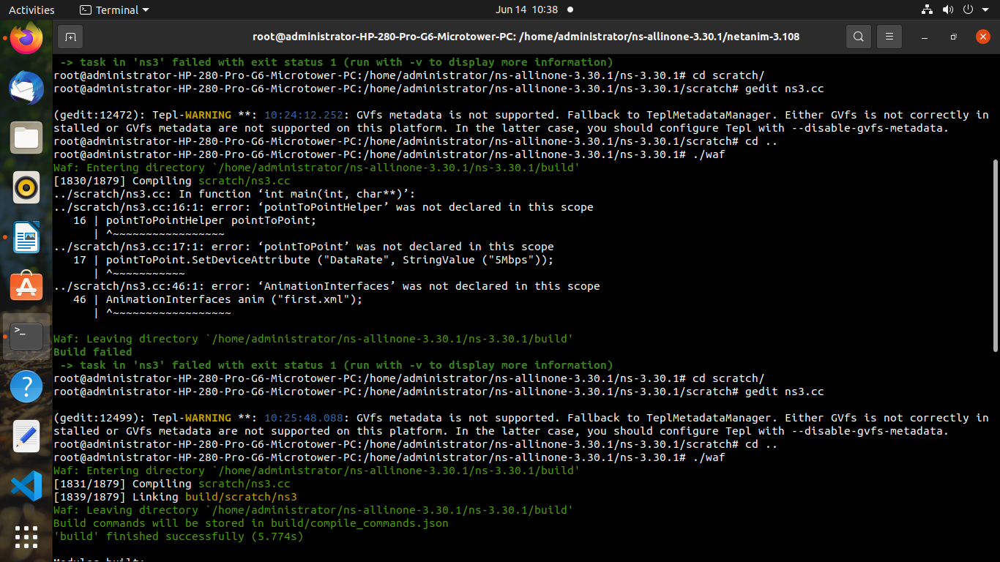 Activities
Terminal
Jun 14 10:38
root@administrator-HP-280-Pro-G6-Microtower-PC: /home/administrator/ns-allinone-3.30.1/netanim-3.108
 -> task in 'ns3' failed with exit status 1 (run with -v to display more information)
root@administrator-HP-280-Pro-G6-Microtower-PC:/home/administrator/ns-allinone-3.30.1/ns-3.30.1# cd scratch/
root@administrator-HP-280-Pro-G6-Microtower-PC:/home/administrator/ns-allinone-3.30.1/ns-3.30.1/scratch# gedit ns3.cc
(gedit:12472): Tepl-WARNING **: 10:24:12.252: GVfs metadata is not supported. Fallback to TeplMetadataManager. Either GVfs is not correctly in
stalled or GVfs metadata are not supported on this platform. In the latter case, you should configure Tepl with --disable-gvfs-metadata.
root@administrator-HP-280-Pro-G6-Microtower-PC:/home/administrator/ns-allinone-3.30.1/ns-3.30.1/scratch# cd ..
root@administrator-HP-280-Pro-G6-Microtower-PC:/home/administrator/ns-allinone-3.30.1/ns-3.30.1# ./waf
Waf: Entering directory `/home/administrator/ns-allinone-3.30.1/ns-3.30.1/build'
[1830/1879] Compiling scratch/ns3.cc
../scratch/ns3.cc: In function ‘int main(int, char**)’:
../scratch/ns3.cc:16:1: error: ‘pointToPointHelper’ was not declared in this scope
   16 | pointToPointHelper pointToPoint;
      | ^~~~~~~~~~~~~~~~~~
../scratch/ns3.cc:17:1: error: ‘pointToPoint’ was not declared in this scope
   17 | pointToPoint.SetDeviceAttribute ("DataRate", StringValue ("5Mbps"));
      | ^~~~~~~~~~~~
../scratch/ns3.cc:46:1: error: ‘AnimationInterfaces’ was not declared in this scope
   46 | AnimationInterfaces anim ("first.xml");
      | ^~~~~~~~~~~~~~~~~~~
Waf: Leaving directory `/home/administrator/ns-allinone-3.30.1/ns-3.30.1/build'
Build failed
 -> task in 'ns3' failed with exit status 1 (run with -v to display more information)
root@administrator-HP-280-Pro-G6-Microtower-PC:/home/administrator/ns-allinone-3.30.1/ns-3.30.1# cd scratch/
root@administrator-HP-280-Pro-G6-Microtower-PC:/home/administrator/ns-allinone-3.30.1/ns-3.30.1/scratch# gedit ns3.cc
(gedit:12499): Tepl-WARNING **: 10:25:48.088: GVfs metadata is not supported. Fallback to TeplMetadataManager. Either GVfs is not correctly in
stalled or GVfs metadata are not supported on this platform. In the latter case, you should configure Tepl with --disable-gvfs-metadata.
root@administrator-HP-280-Pro-G6-Microtower-PC:/home/administrator/ns-allinone-3.30.1/ns-3.30.1/scratch# cd ..
root@administrator-HP-280-Pro-G6-Microtower-PC:/home/administrator/ns-allinone-3.30.1/ns-3.30.1# ./waf
Waf: Entering directory `/home/administrator/ns-allinone-3.30.1/ns-3.30.1/build'
[1831/1879] Compiling scratch/ns3.cc
[1839/1879] Linking build/scratch/ns3
Waf: Leaving directory `/home/administrator/ns-allinone-3.30.1/ns-3.30.1/build'
Build commands will be stored in build/compile_commands.json
'build' finished successfully (5.774s)
Modules built: